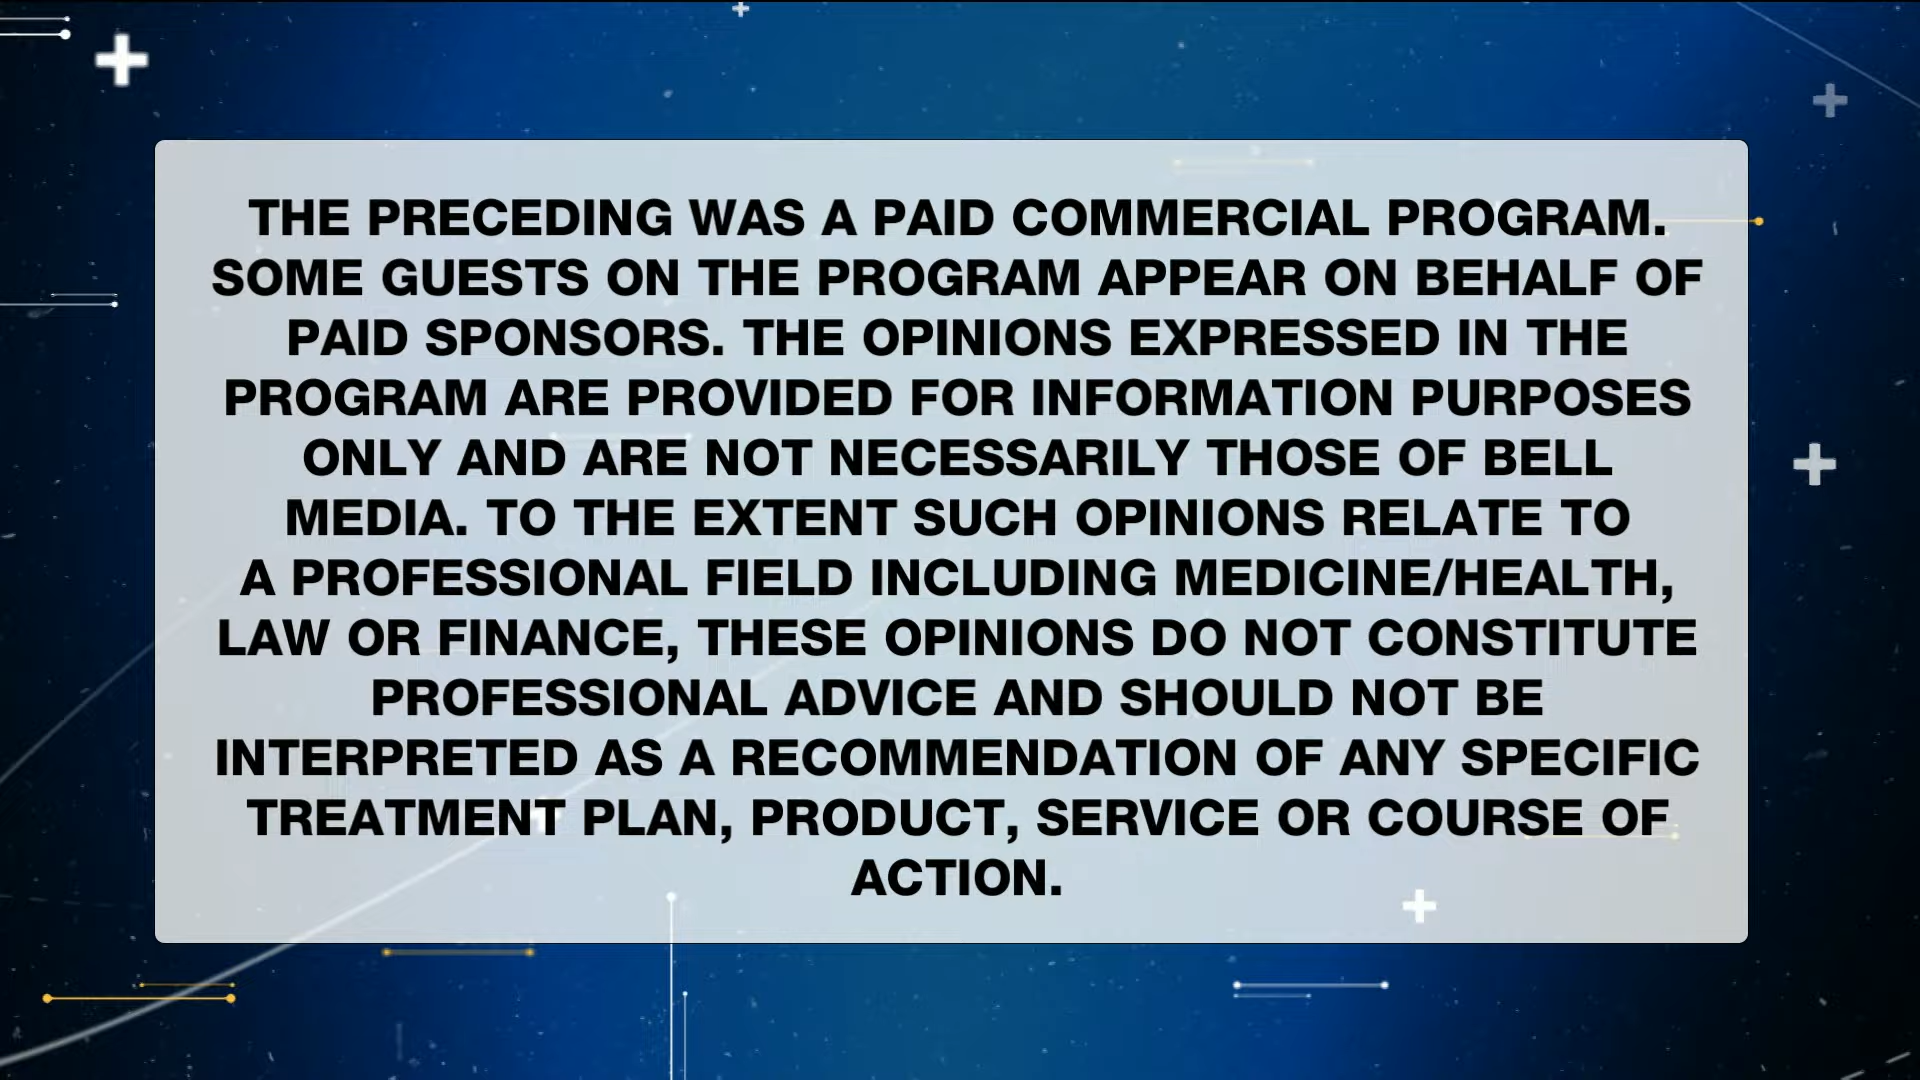 THE PRECEDING WAS A PAID COMMERCIAL PROGRAM.
SOME GUESTS ON THE PROGRAM APPEAR ON BEHALF OF
PAID SPONSORS. THE OPINIONS EXPRESSED IN THE
PROGRAM ARE PROVIDED FOR INFORMATION PURPOSES
ONLY AND ARE NOT NECESSARILY THOSE OF BELL
MEDIA. TO THE EXTENT SUCH OPINIONS RELATE TO
A PROFESSIONAL FIELD INCLUDING MEDICINE/HEALTH,
LAW OR FINANCE, THESE OPINIONS DO NOT CONSTITUTE
PROFESSIONAL ADVICE AND SHOULD NOT BE
INTERPRETED AS A RECOMMENDATION OF ANY SPECIFIC
TREATMENT PLAN, PRODUCT, SERVICE OR COURSE OF
ACTION.